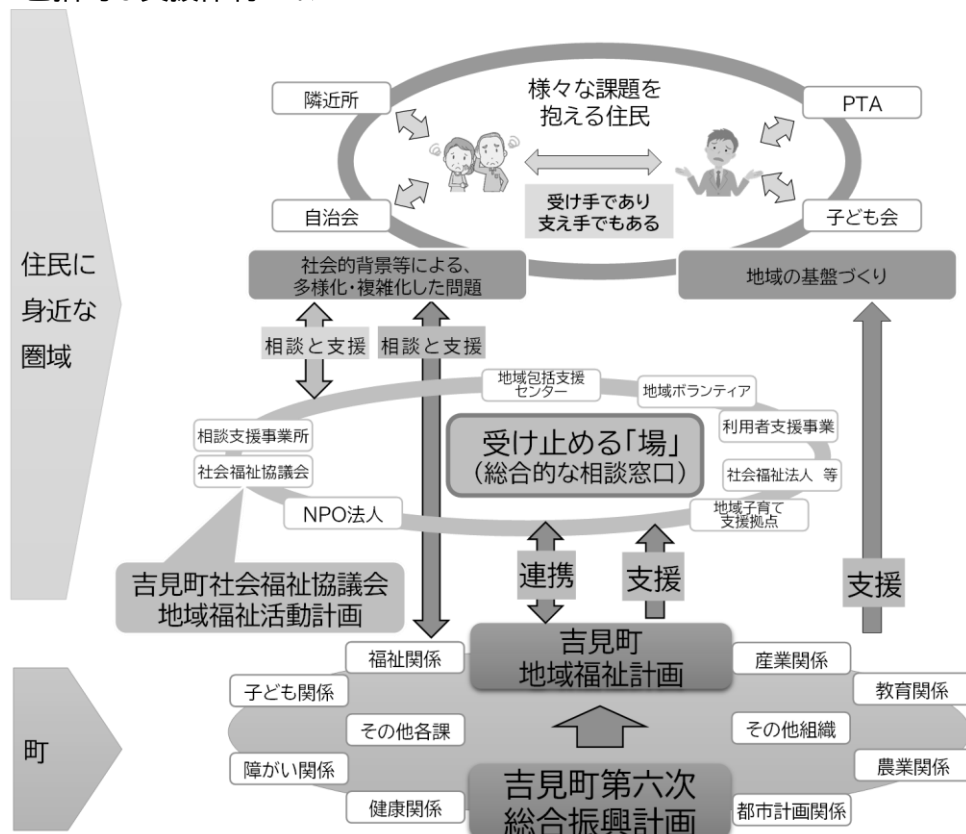 隣近所
様々な課題を
抱える住民
PTA
受け手であり
支え手でもある
自治会
子ども会
住民に
身近な
圏域
社会的背景等による、
多様化・複雑化した問題
地域の基盤づくり
相談と支援
相談と支援
地域包括支援
センター
地域ボランティア
相談支援事業所
利用者支援事業
受け止める「場」
（総合的な相談窓口）
社会福祉協議会
社会福祉法人 等
NPO法人
地域子育て
支援拠点
連携
支援
支援
吉見町社会福祉協議会
地域福祉活動計画
吉見町
地域福祉計画
福祉関係
産業関係
子ども関係
教育関係
その他各課
その他組織
町
障がい関係
農業関係
健康関係
吉見町第六次
総合振興計画
都市計画関係